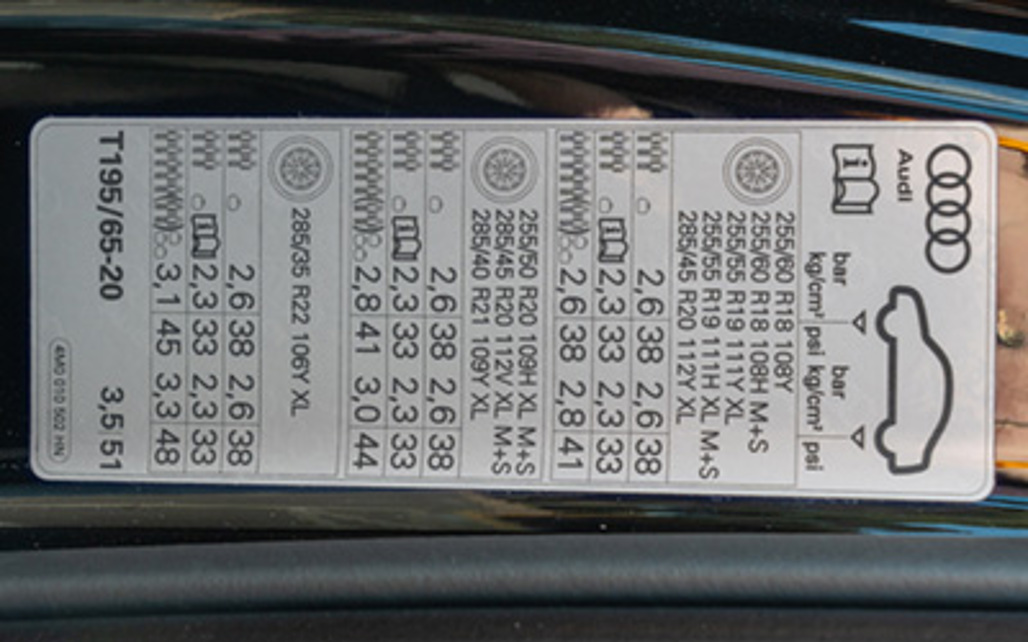 Audi
bar psi bar psi
kg/cm² kg/cm²
255/60 R18 108Y
255/60 R18 108H M+S
255/55 R19 111Y XL
255/55 R19 111H XL M+S
285/45 R20 112Y XL
2,6 38 2,6 38
2,3 33 2,3 33
2,6 38 2,8 41
255/50 R20 109H XL M+S
285/45 R20 112V XL M+S
285/40 R21 109Y XL
2,6 38 2,6 38
2,3 33 2,3 33
2,8 41 3,0 44
285/35 R22 106Y XL
2,6 38 2,6 38
2,3 33 2,3 33
3,1 45 3,3 48
T195/65-20 3,5 51
4M0 010 502 HN